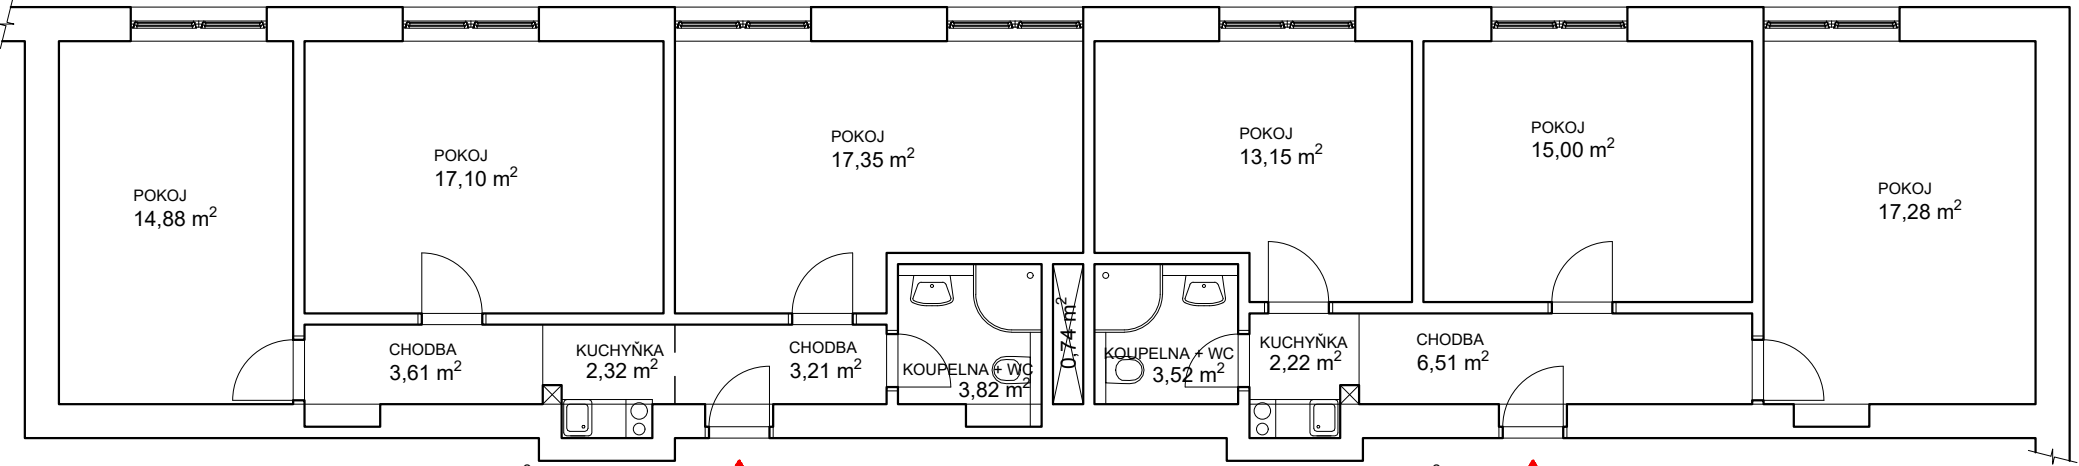 POKOJ
14,88 m²
POKOJ
17,10 m²
POKOJ
17,35 m²
POKOJ
13,15 m²
POKOJ
15,00 m²
POKOJ
17,28 m²
CHODBA
3,61 m²
KUCHYŇKA
2,32 m²
CHODBA
3,21 m²
KOUPELNA + WC
3,82 m²
0,74 m²
KOUPELNA + WC
3,52 m²
KUCHYŇKA
2,22 m²
CHODBA
6,51 m²